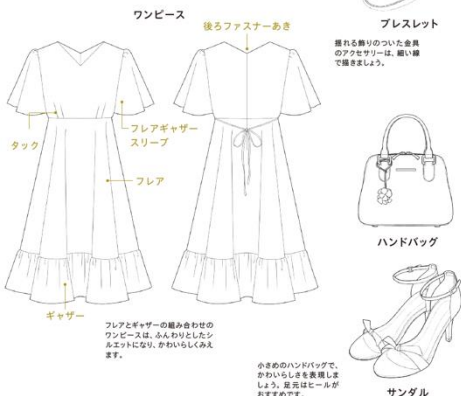 ワンピース
後ろファスナーあき
タック
フレアギャザー
スリーブ
フレア
ギャザー
フレアとギャザーの組み合わせの
ワンピースは、ふんわりとしたシ
ルエットになり、かわいらしくみえ
ます。
ブレスレット
揺れる飾りのついた金具
のアクセサリーは、細い線
で描きましょう。
ハンドバッグ
小さめのハンドバッグで、
かわいらしさを表現しま
しょう。足元はヒールが
おすすめです。
サンダル